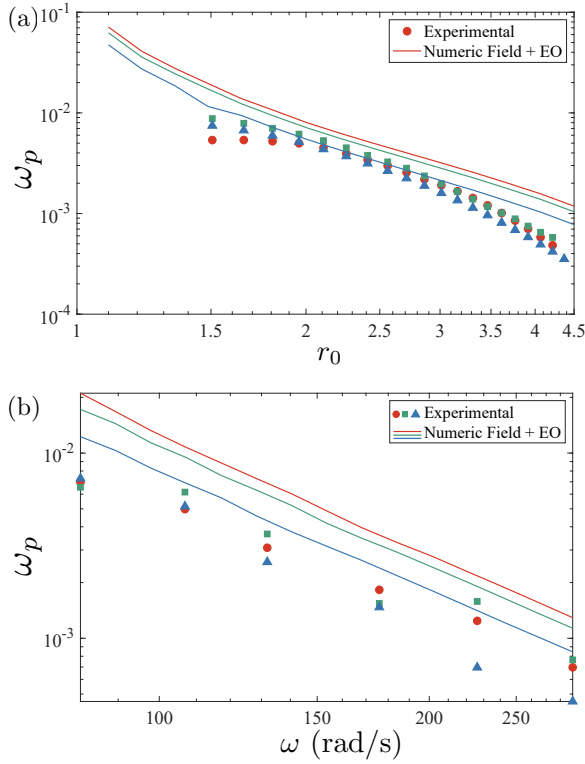 (a)
10^-1
10^-2
10^-3
10^-4
ω_p
Experimental
Numeric Field + EO
1 1.5 2 2.5 3 3.5 4 4.5
r_0
(b)
10^-2
10^-3
ω_p
Experimental
Numeric Field + EO
100 150 200 250
ω (rad/s)